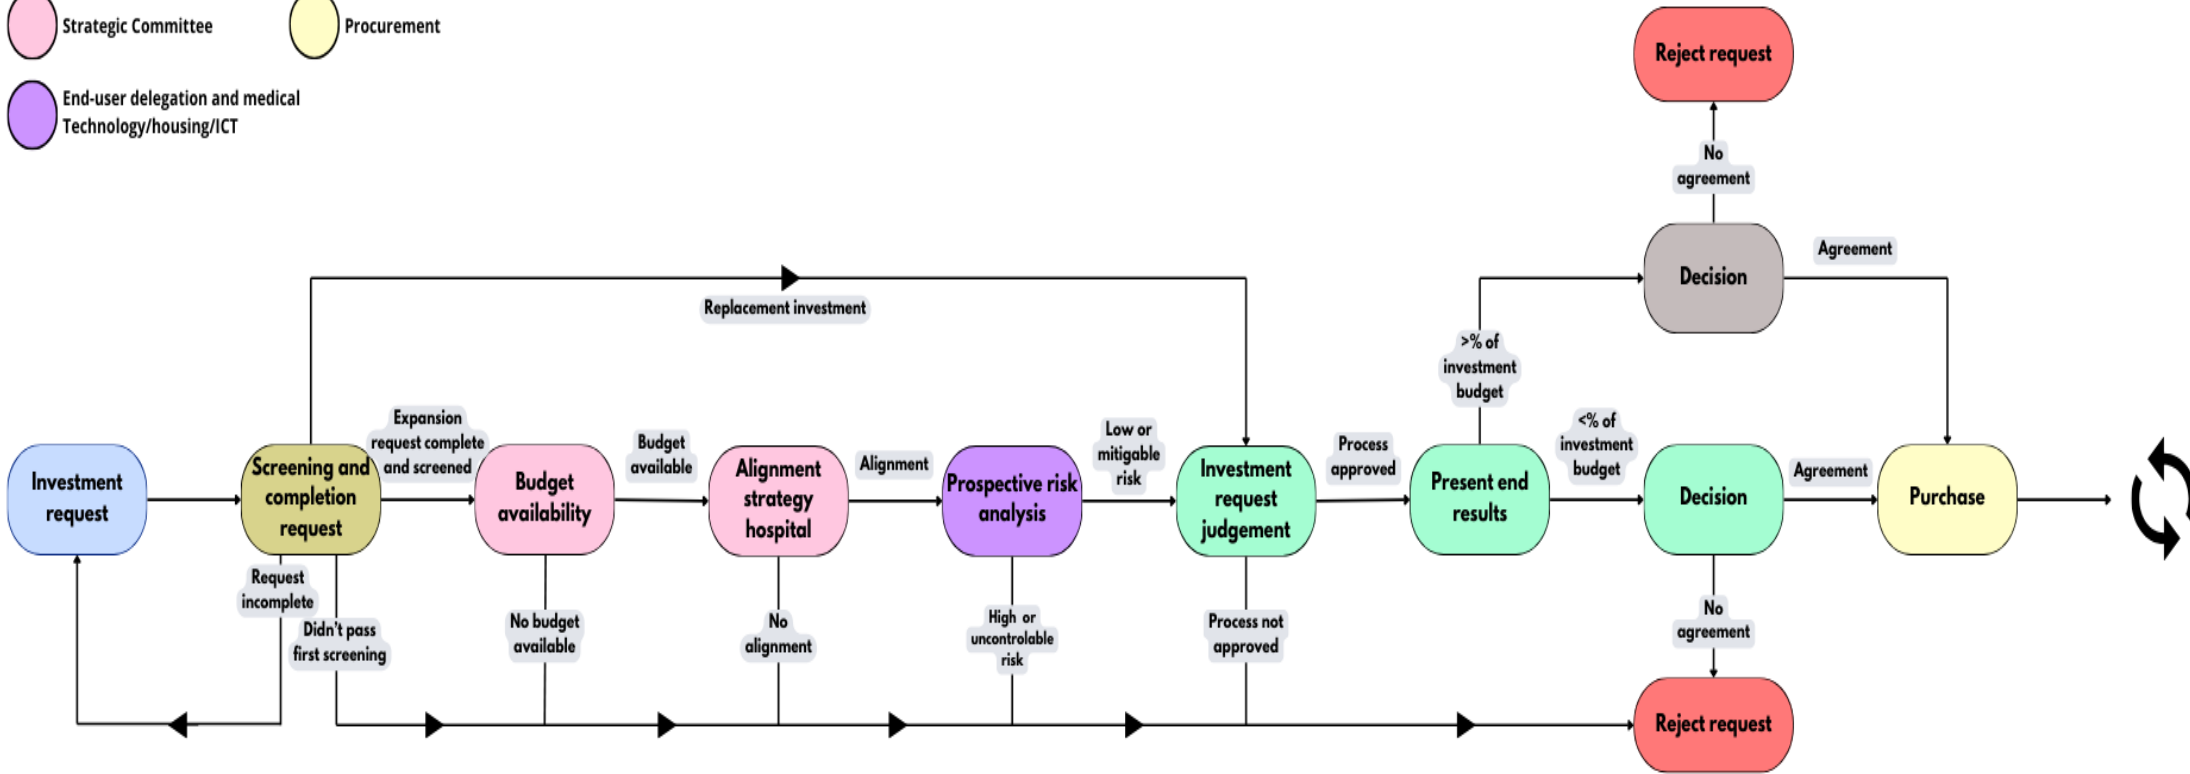 Strategic Committee
Procurement
End-user delegation and medical
Technology/housing/ICT
Reject request
No
agreement
Decision
Agreement
Replacement investment
>% of
investment
budget
Investment
request
Screening and
completion
request
Expansion
request complete
and screened
Budget
availability
Budget
available
Alignment
strategy
hospital
Alignment
Prospective risk
analysis
Low or
mitigable
risk
Investment
request
judgement
Process
approved
Present end
results
<% of
investment
budget
Decision
Agreement
Purchase
Request
incomplete
Didn't pass
first screening
No budget
available
No
alignment
High or
uncontrolable
risk
Process not
approved
No
agreement
Reject request